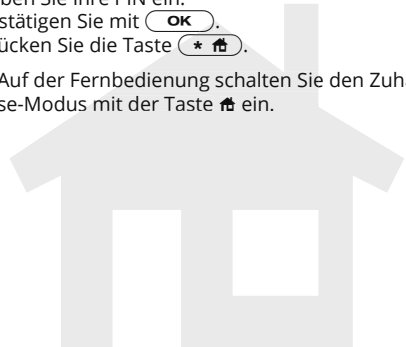 ben Sie Ihre PIN ein.
stätigen Sie mit OK.
ücken Sie die Taste *.
Auf der Fernbedienung schalten Sie den Zuh
se-Modus mit der Taste ein.